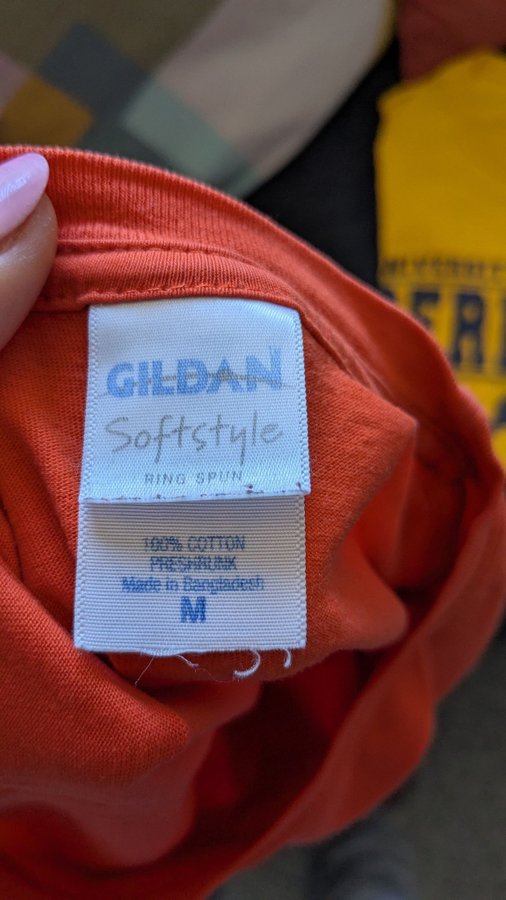 GILDAN
Softstyle
RING SPUN
100% COTTON
PRESHRUNK
Made in Bangladesh
M